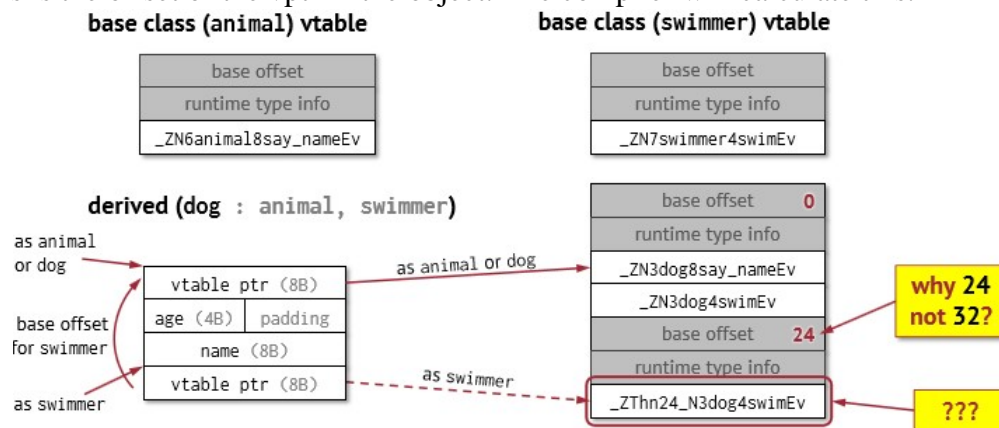 base class (animal) vtable
base offset
runtime type info
_ZN6animal8say_nameEv
base class (swimmer) vtable
base offset
runtime type info
_ZN7swimmer4swimEv
derived (dog : animal, swimmer)
as animal
or dog
base offset
for swimmer
as swimmer
vtable ptr (8B)
age (4B) padding
name (8B)
vtable ptr (8B)
as animal or dog
as swimmer
base offset 0
runtime type info
_ZN3dog8say_nameEv
_ZN3dog4swimEv
base offset 24
runtime type info
_ZThn24_N3dog4swimEv
why 24
not 32?
???